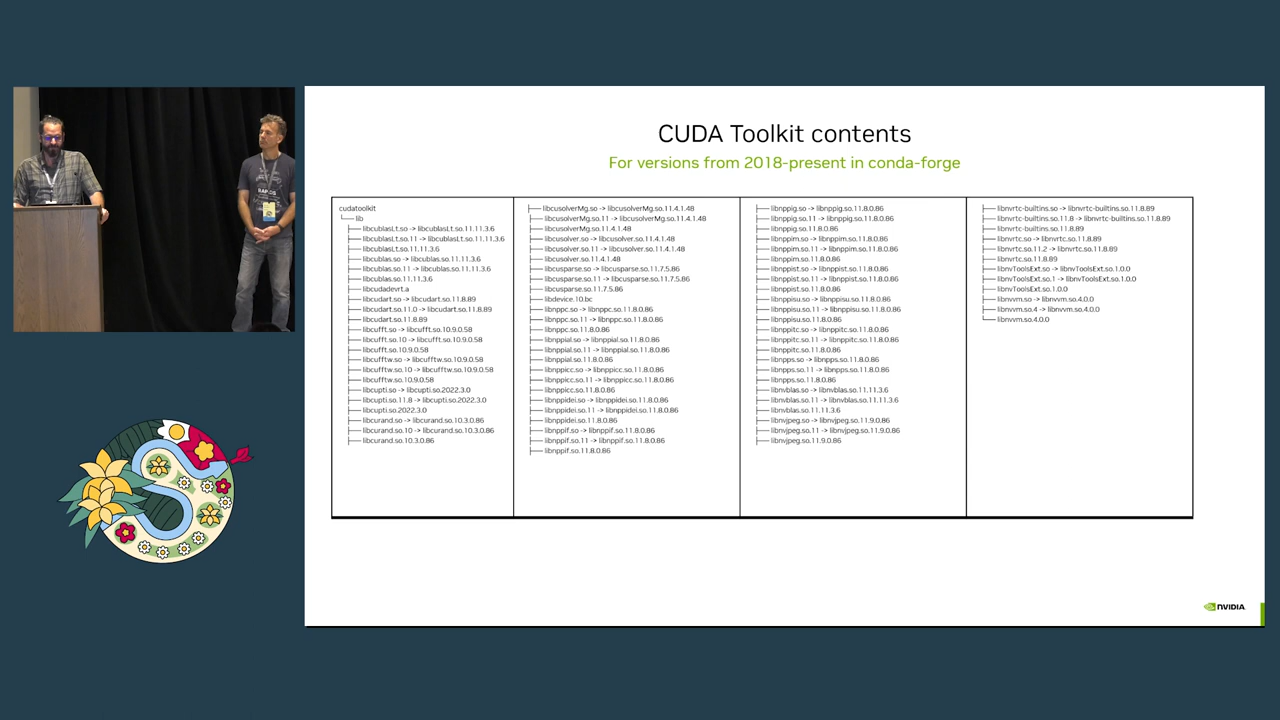 CUDA Toolkit contents
For versions from 2018-present in conda-forge
cudatoolkit
└── lib
├── libcublasLt.so -> libcublasLt.so.11.11.3.6
├── libcublasLt.so.11 -> libcublasLt.so.11.11.3.6
├── libcublasLt.so.11.11.3.6
├── libcublas.so -> libcublas.so.11.11.3.6
├── libcublas.so.11 -> libcublas.so.11.11.3.6
├── libcublas.so.11.11.3.6
├── libcudadevrt.a
├── libcudart.so -> libcudart.so.11.8.89
├── libcudart.so.11.0 -> libcudart.so.11.8.89
├── libcudart.so.11.8.89
├── libcufft.so -> libcufft.so.10.9.0.58
├── libcufft.so.10 -> libcufft.so.10.9.0.58
├── libcufft.so.10.9.0.58
├── libcufftw.so -> libcufftw.so.10.9.0.58
├── libcufftw.so.10 -> libcufftw.so.10.9.0.58
├── libcufftw.so.10.9.0.58
├── libcupti.so -> libcupti.so.2022.3.0
├── libcupti.so.11.8 -> libcupti.so.2022.3.0
├── libcupti.so.2022.3.0
├── libcurand.so -> libcurand.so.10.3.0.86
├── libcurand.so.10 -> libcurand.so.10.3.0.86
├── libcurand.so.10.3.0.86
├── libcusolverMg.so -> libcusolverMg.so.11.4.1.48
├── libcusolverMg.so.11 -> libcusolverMg.so.11.4.1.48
├── libcusolverMg.so.11.4.1.48
├── libcusolver.so -> libcusolver.so.11.4.1.48
├── libcusolver.so.11 -> libcusolver.so.11.4.1.48
├── libcusolver.so.11.4.1.48
├── libcusparse.so -> libcusparse.so.11.7.5.86
├── libcusparse.so.11 -> libcusparse.so.11.7.5.86
├── libcusparse.so.11.7.5.86
├── libdevice.10.bc
├── libnppc.so -> libnppc.so.11.8.0.86
├── libnppc.so.11 -> libnppc.so.11.8.0.86
├── libnppc.so.11.8.0.86
├── libnppial.so -> libnppial.so.11.8.0.86
├── libnppial.so.11 -> libnppial.so.11.8.0.86
├── libnppial.so.11.8.0.86
├── libnppicc.so -> libnppicc.so.11.8.0.86
├── libnppicc.so.11 -> libnppicc.so.11.8.0.86
├── libnppicc.so.11.8.0.86
├── libnppidei.so -> libnppidei.so.11.8.0.86
├── libnppidei.so.11 -> libnppidei.so.11.8.0.86
├── libnppidei.so.11.8.0.86
├── libnppif.so -> libnppif.so.11.8.0.86
├── libnppif.so.11 -> libnppif.so.11.8.0.86
├── libnppif.so.11.8.0.86
├── libnppig.so -> libnppig.so.11.8.0.86
├── libnppig.so.11 -> libnppig.so.11.8.0.86
├── libnppig.so.11.8.0.86
├── libnppim.so -> libnppim.so.11.8.0.86
├── libnppim.so.11 -> libnppim.so.11.8.0.86
├── libnppim.so.11.8.0.86
├── libnppist.so -> libnppist.so.11.8.0.86
├── libnppist.so.11 -> libnppist.so.11.8.0.86
├── libnppist.so.11.8.0.86
├── libnppisu.so -> libnppisu.so.11.8.0.86
├── libnppisu.so.11 -> libnppisu.so.11.8.0.86
├── libnppisu.so.11.8.0.86
├── libnppitc.so -> libnppitc.so.11.8.0.86
├── libnppitc.so.11 -> libnppitc.so.11.8.0.86
├── libnppitc.so.11.8.0.86
├── libnpps.so -> libnpps.so.11.8.0.86
├── libnpps.so.11 -> libnpps.so.11.8.0.86
├── libnpps.so.11.8.0.86
├── libnvblas.so -> libnvblas.so.11.11.3.6
├── libnvblas.so.11 -> libnvblas.so.11.11.3.6
├── libnvblas.so.11.11.3.6
├── libnvjpeg.so -> libnvjpeg.so.11.9.0.86
├── libnvjpeg.so.11 -> libnvjpeg.so.11.9.0.86
├── libnvjpeg.so.11.9.0.86
├── libnvrtc-builtins.so -> libnvrtc-builtins.so.11.8.89
├── libnvrtc-builtins.so.11.8 -> libnvrtc-builtins.so.11.8.89
├── libnvrtc-builtins.so.11.8.89
├── libnvrtc.so -> libnvrtc.so.11.8.89
├── libnvrtc.so.11.2 -> libnvrtc.so.11.8.89
├── libnvrtc.so.11.8.89
├── libnvToolsExt.so -> libnvToolsExt.so.1.0.0
├── libnvToolsExt.so.1 -> libnvToolsExt.so.1.0.0
├── libnvToolsExt.so.1.0.0
├── libnvvm.so -> libnvvm.so.4.0.0
├── libnvvm.so.4 -> libnvvm.so.4.0.0
└── libnvvm.so.4.0.0
NVIDIA